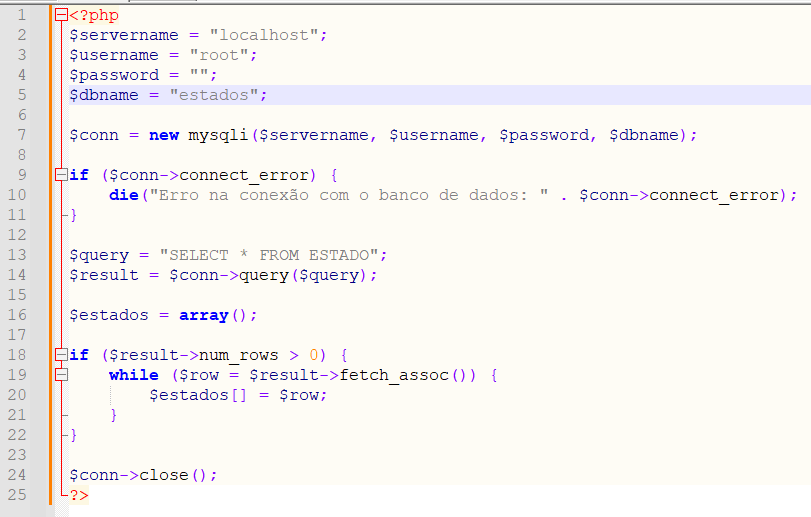 1 <?php
2 $servername = "localhost";
3 $username = "root";
4 $password = "";
5 $dbname = "estados";
6
7 $conn = new mysqli($servername, $username, $password, $dbname);
8
9 if ($conn->connect_error) {
10     die("Erro na conexão com o banco de dados: " . $conn->connect_error);
11 }
12
13 $query = "SELECT * FROM ESTADO";
14 $result = $conn->query($query);
15
16 $estados = array();
17
18 if ($result->num_rows > 0) {
19     while ($row = $result->fetch_assoc()) {
20         $estados[] = $row;
21     }
22 }
23
24 $conn->close();
25 ?>